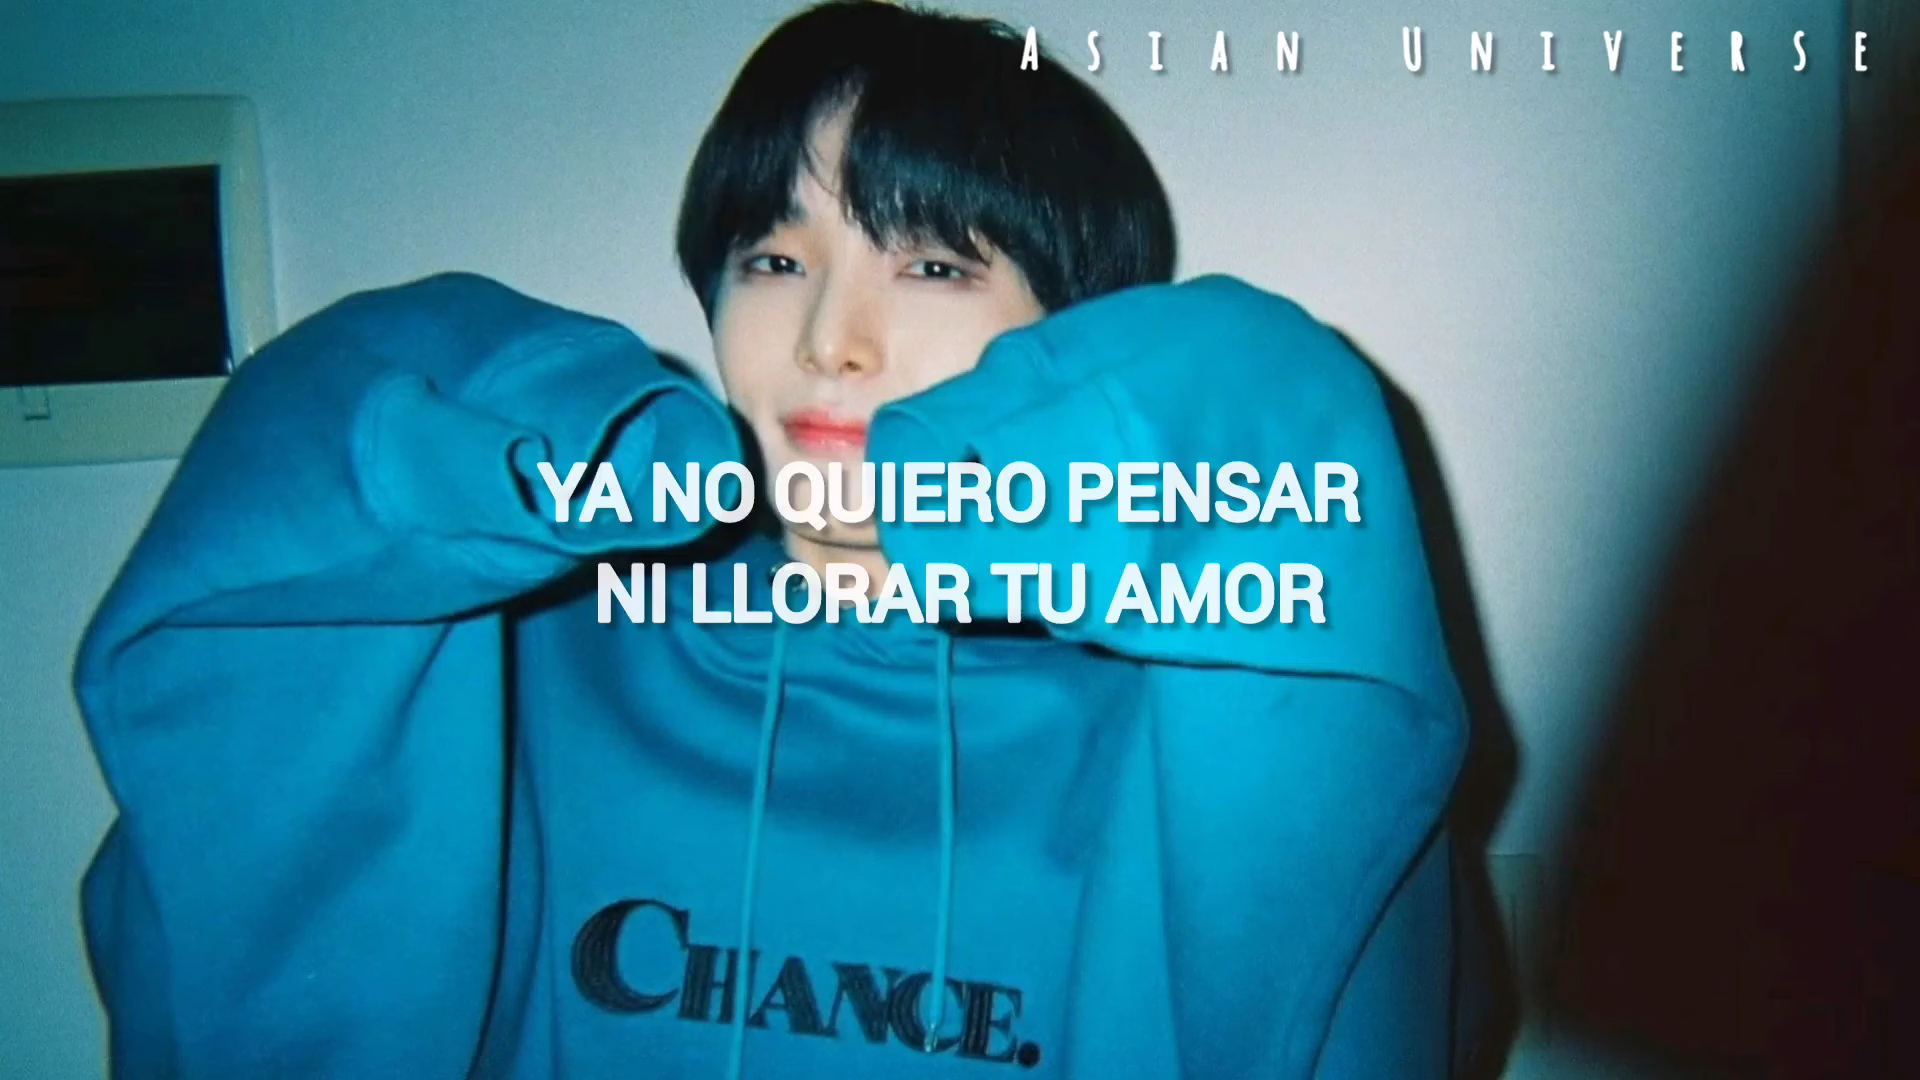 ASIAN UNIVERSE
YA NO QUIERO PENSAR
NI LLORAR TU AMOR
CHANCE.